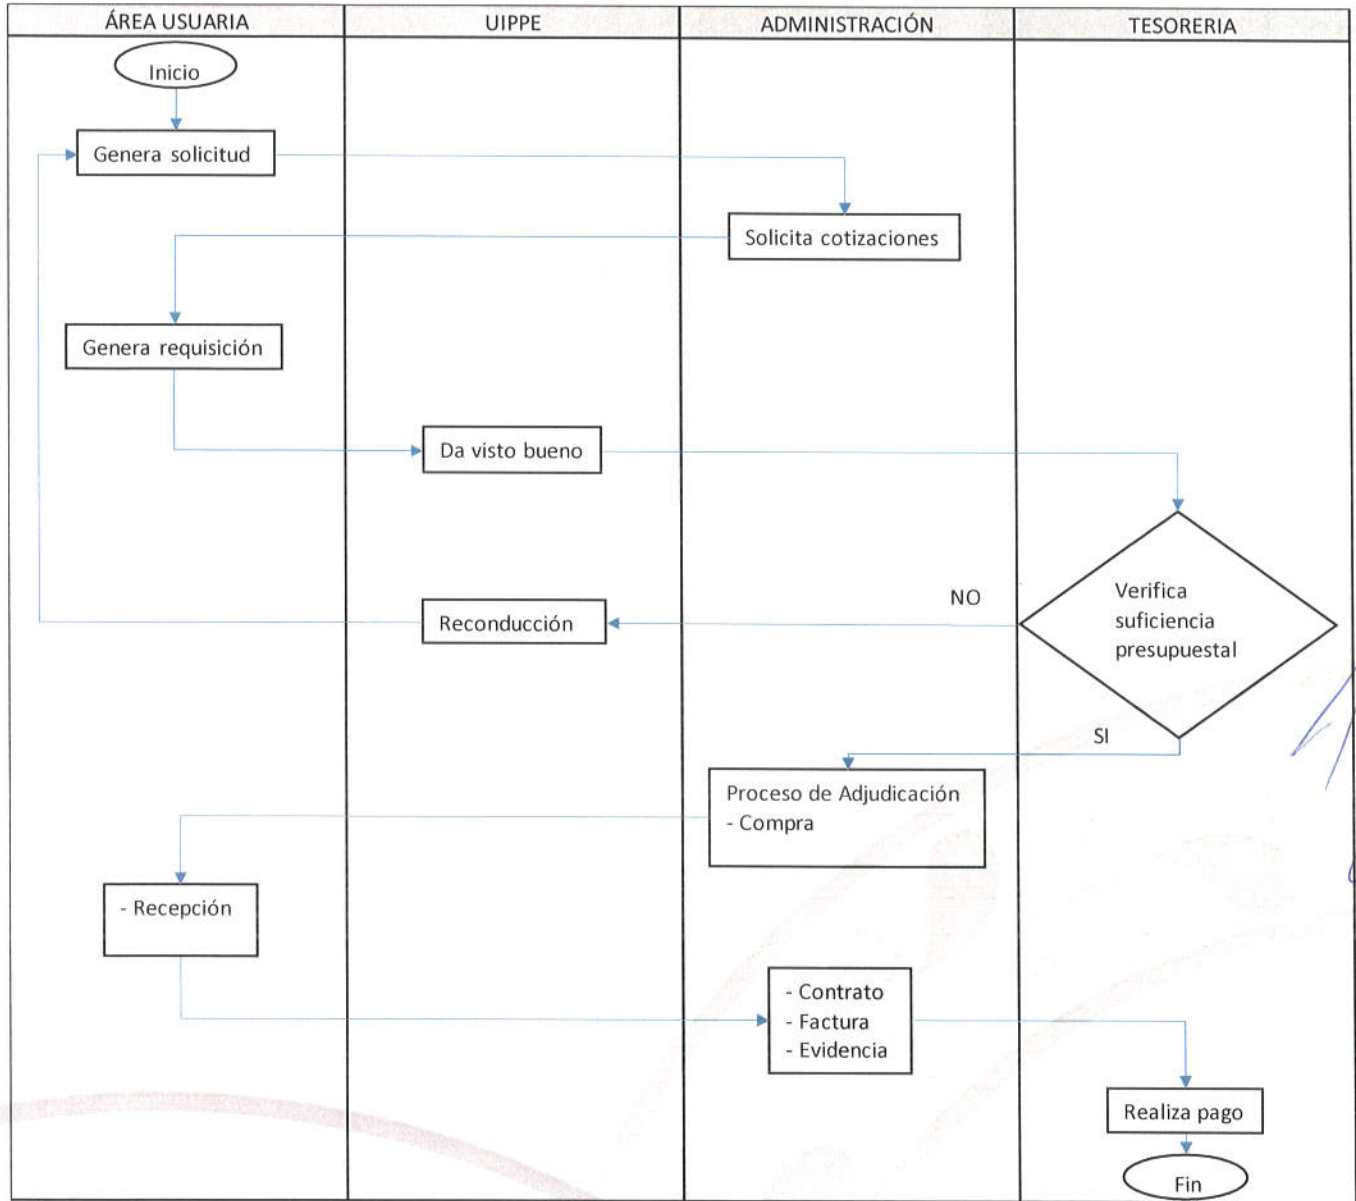 ÁREA USUARIA
UIPPE
ADMINISTRACIÓN
TESORERIA
Inicio
Genera solicitud
Solicita cotizaciones
Genera requisición
Da visto bueno
Verifica
suficiencia
presupuestal
NO
Reconducción
SI
Proceso de Adjudicación
- Compra
- Recepción
- Contrato
- Factura
- Evidencia
Realiza pago
Fin